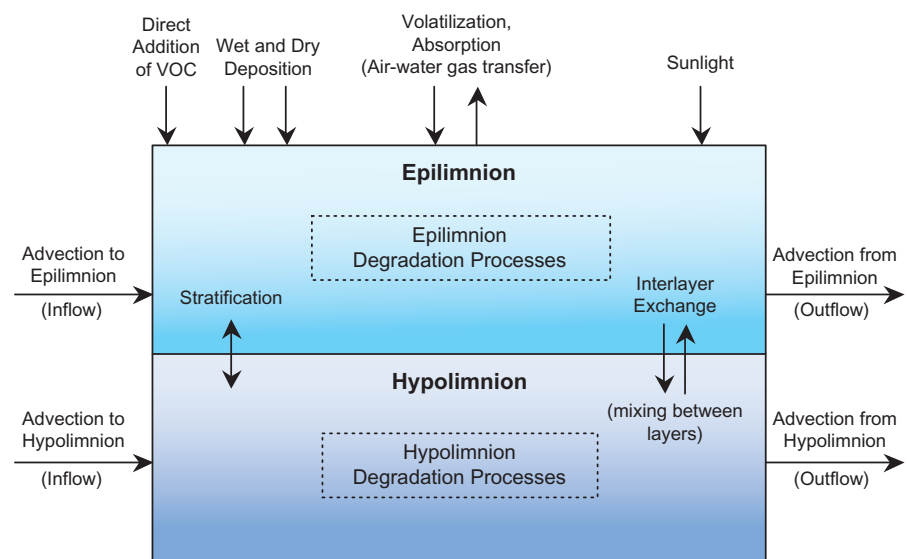 Direct
Addition
of VOC
Wet and Dry
Deposition
Volatilization,
Absorption
(Air-water gas transfer)
Sunlight
Epilimnion
Epilimnion
Degradation Processes
Advection to
Epilimnion
(Inflow)
Stratification
Interlayer
Exchange
Advection from
Epilimnion
(Outflow)
Hypolimnion
Advection to
Hypolimnion
(Inflow)
Hypolimnion
Degradation Processes
(mixing between
layers)
Advection from
Hypolimnion
(Outflow)